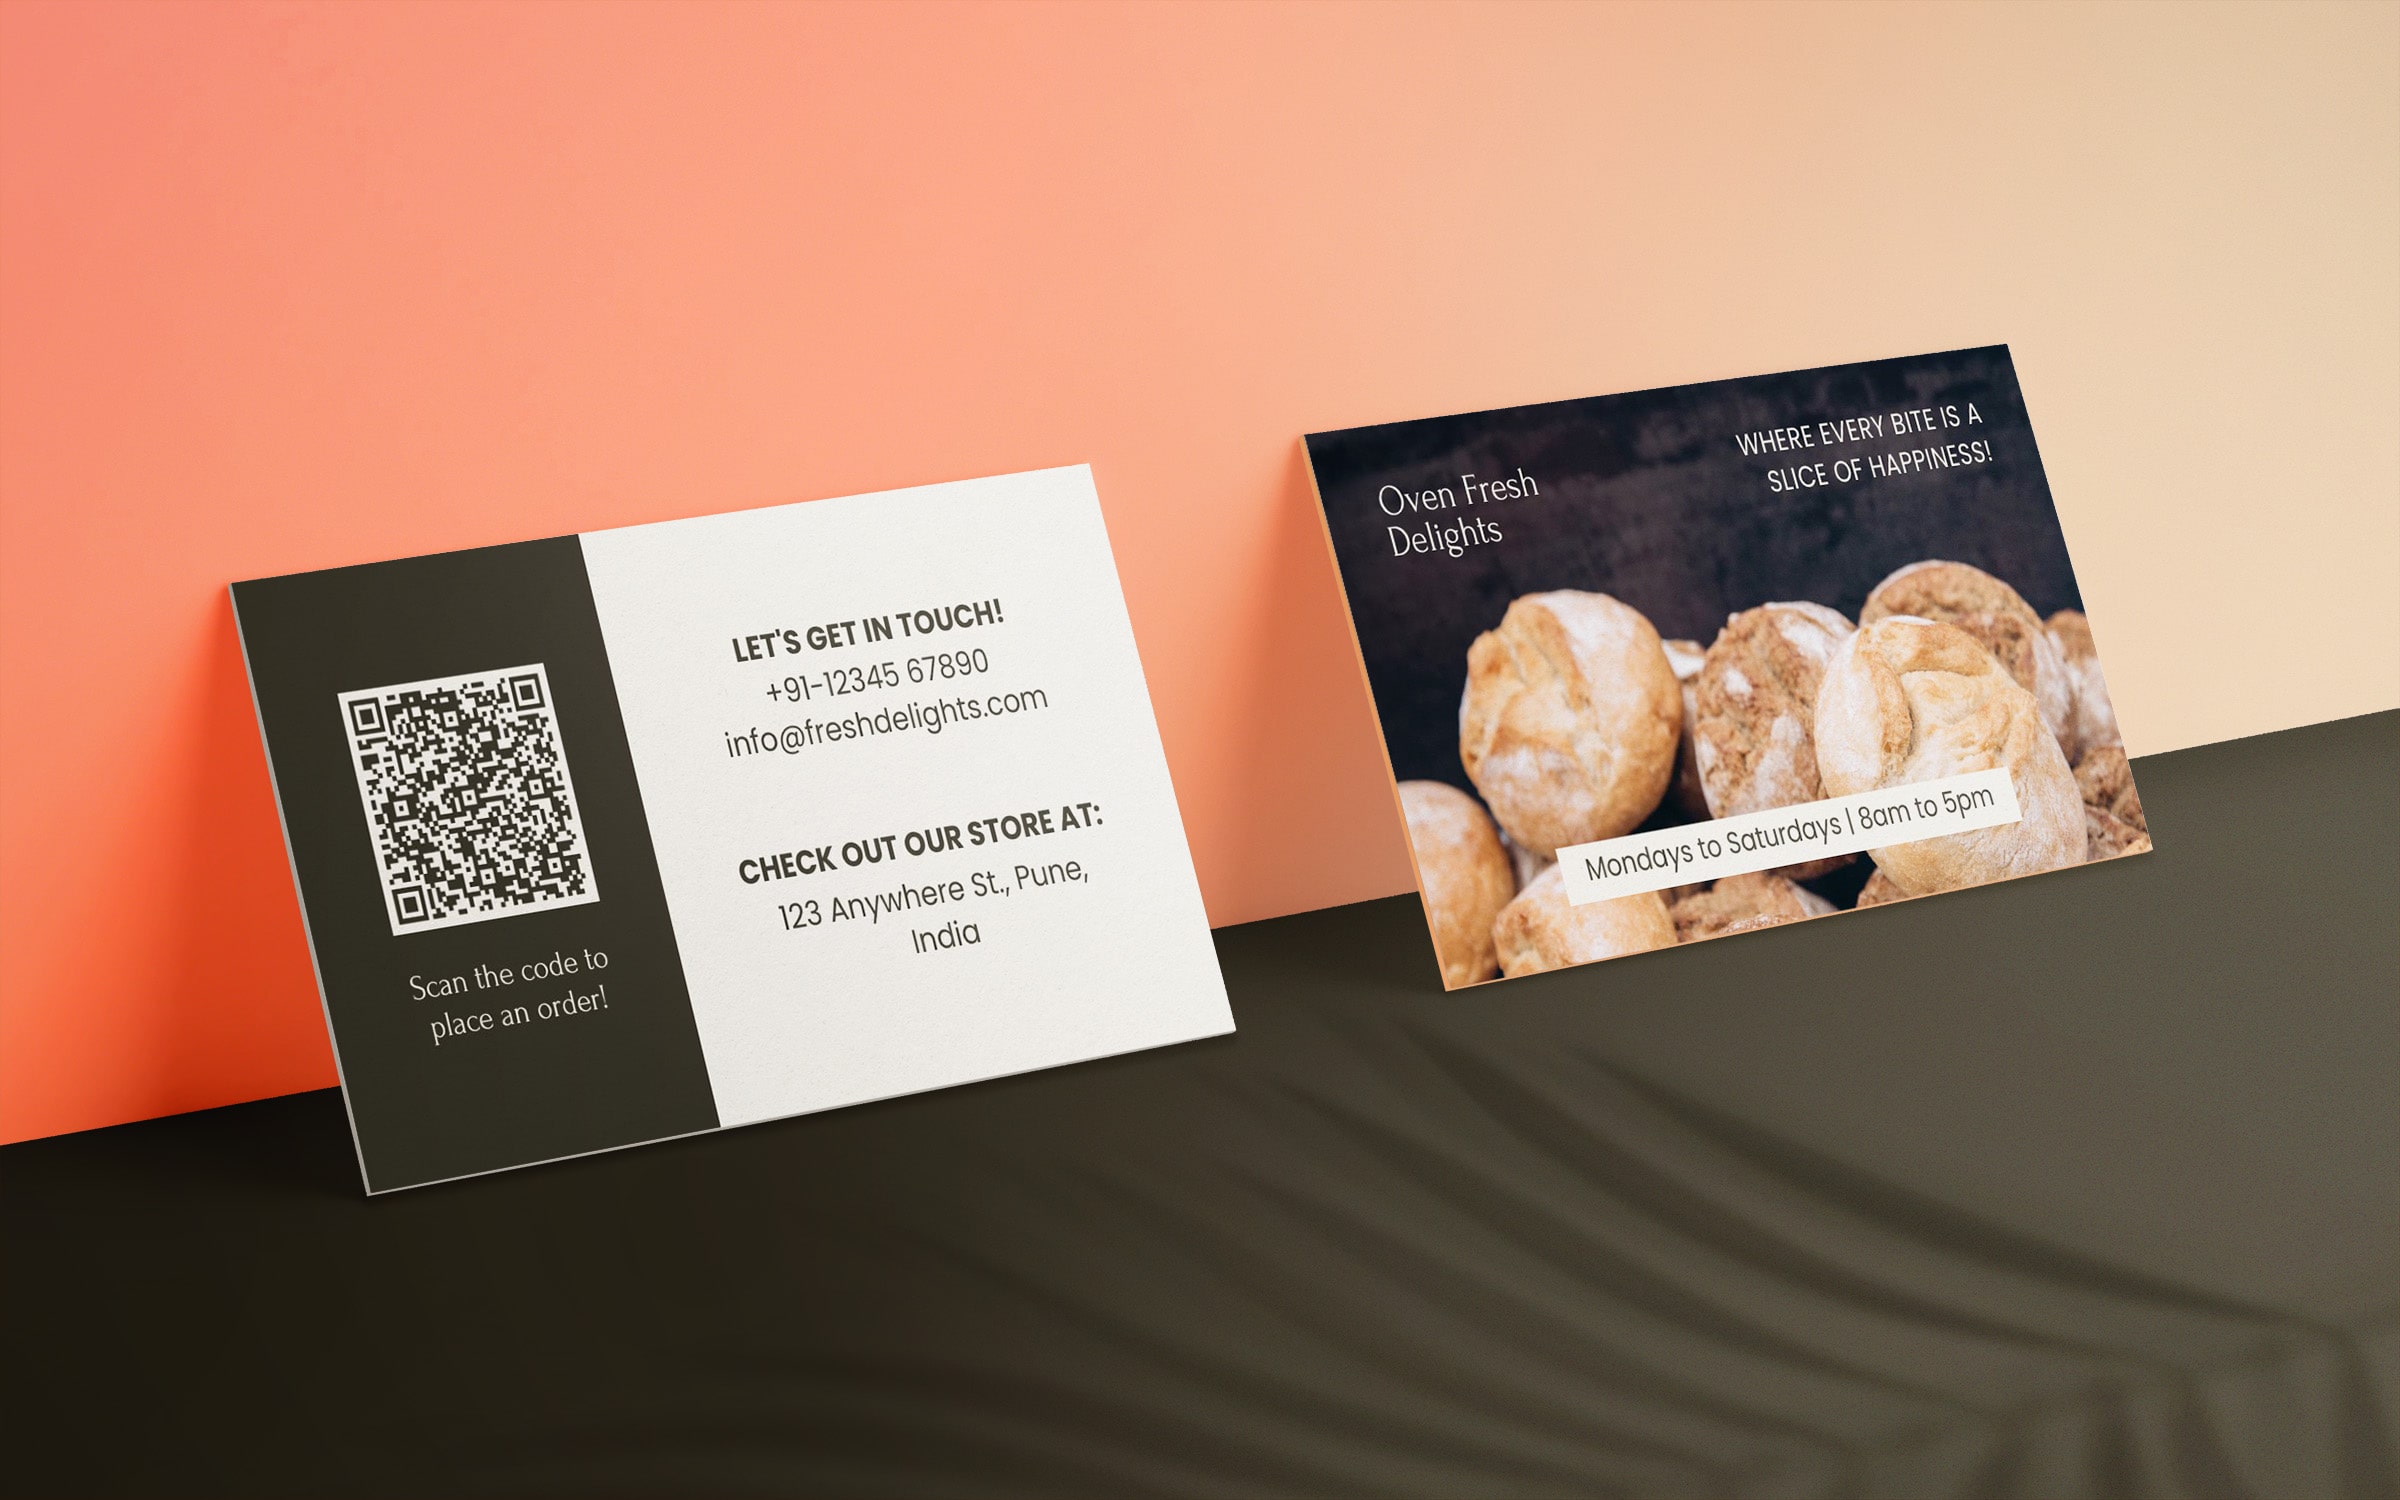 LET'S GET IN TOUCH!
+91-12345 67890
info@freshdelights.com
CHECK OUT OUR STORE AT:
123 Anywhere St., Pune,
India
Scan the code to
place an order!
Oven Fresh
Delights
WHERE EVERY BITE IS A
SLICE OF HAPPINESS!
Mondays to Saturdays | 8am to 5pm